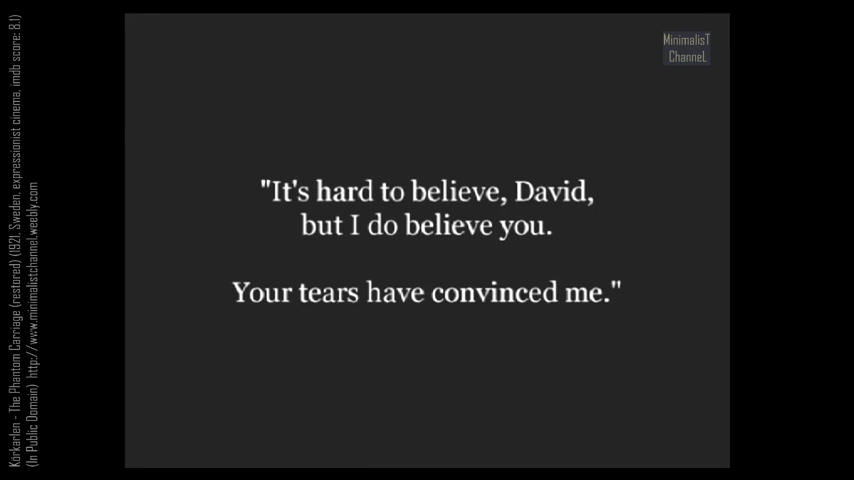 MinimalisT
ChanneL
"It's hard to believe, David,
but I do believe you.
Your tears have convinced me."
Körkarlen - The Phantom Carriage (restored) (1921, Sweden, expressionist cinema, imdb score: 8.1)
(In Public Domain) http://www.minimalistchannel.weebly.com